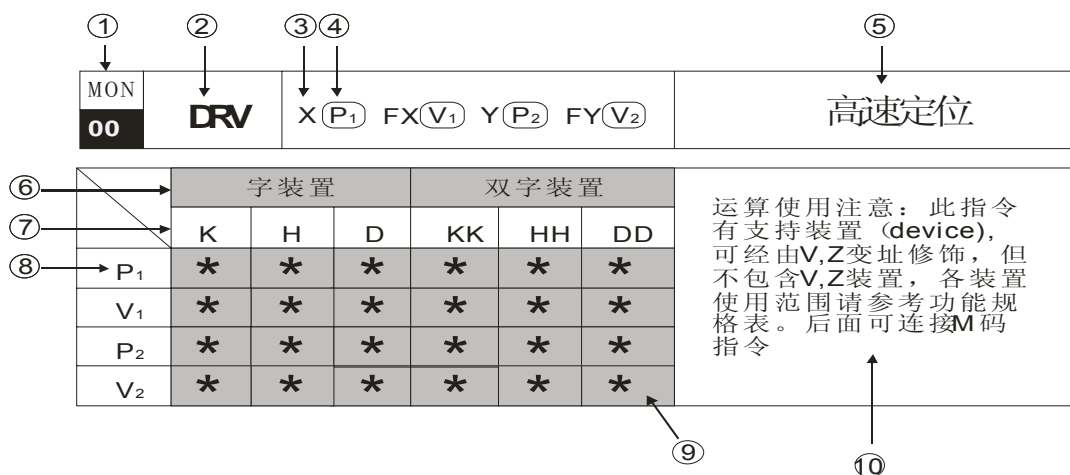 ① ② ③ ④ ⑤
MON
00
DRV
X P₁ FX V₁ Y P₂ FY V₂
高速定位
⑥ 字装置 双字装置
⑦ K H D KK HH DD
⑧ P₁ * * * * * *
V₁ * * * * * *
P₂ * * * * * *
V₂ * * * * * *
运算使用注意：此指令
有支持装置（device),
可经由V,Z变址修饰，但
不包含V,Z装置，各装置
使用范围请参考功能规
格表。后面可连接M码
指令
⑨ ⑩